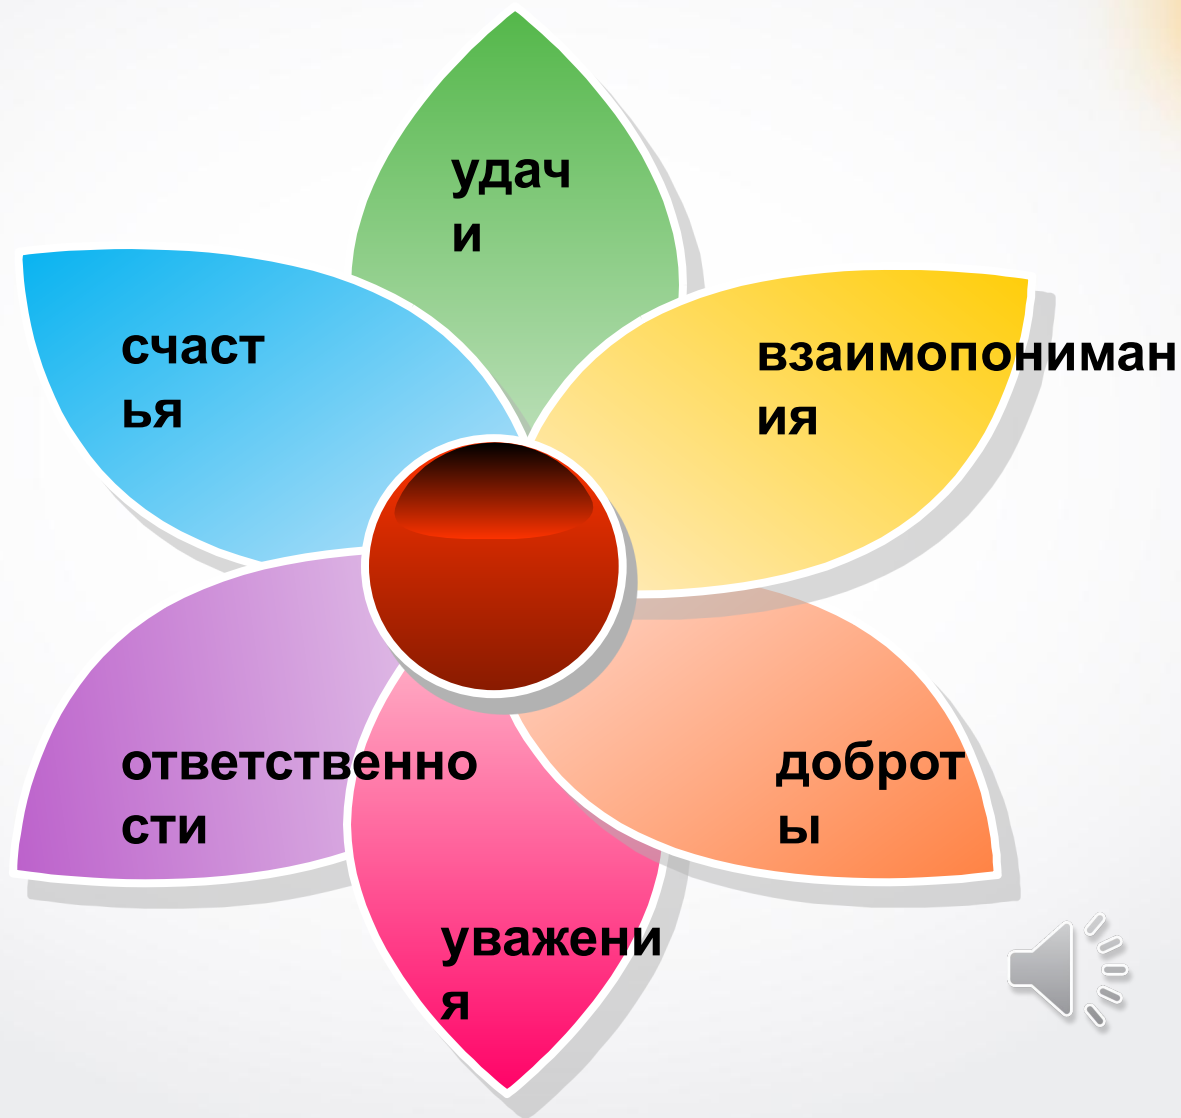 удач
и
счаст
ья
взаимопониман
ия
ответственно
сти
доброт
ы
уважени
я